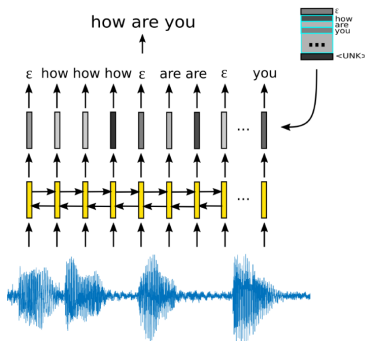 how are you
ε how how how ε are are ε you
...
...
ε
how
are
you
...
<UNK>